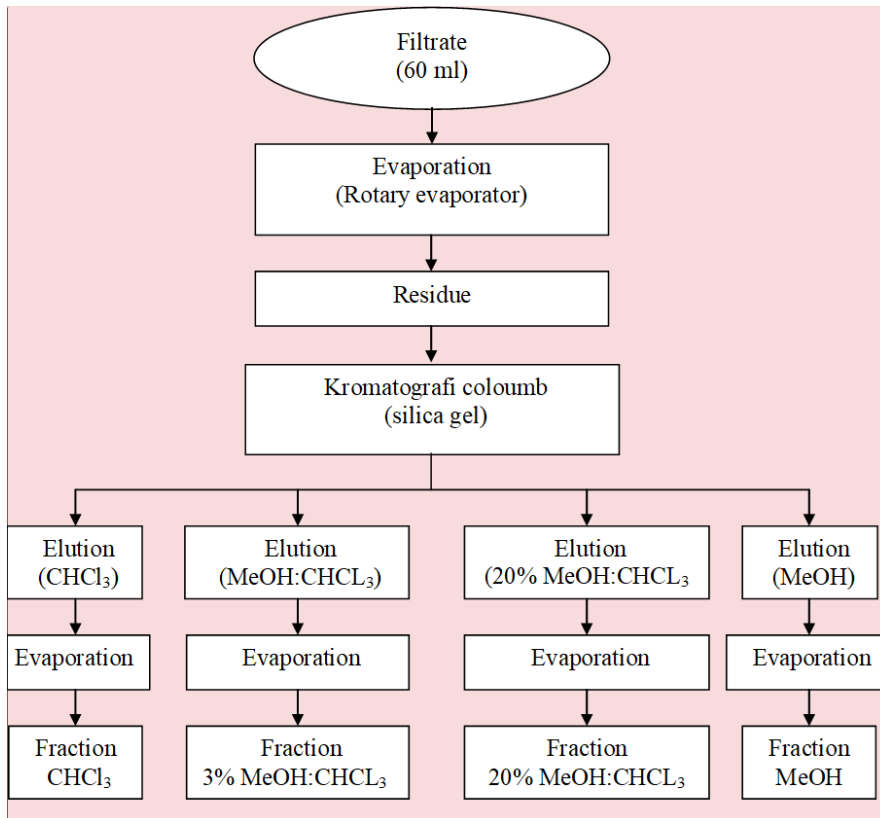 Filtrate
(60 ml)
Evaporation
(Rotary evaporator)
Residue
Kromatografi coloumb
(silica gel)
Elution
(CHCl₃)
Elution
(MeOH:CHCL₃)
Elution
(20% MeOH:CHCL₃
Elution
(MeOH)
Evaporation
Evaporation
Evaporation
Evaporation
Fraction
CHCl₃
Fraction
3% MeOH:CHCL₃
Fraction
20% MeOH:CHCL₃
Fraction
MeOH